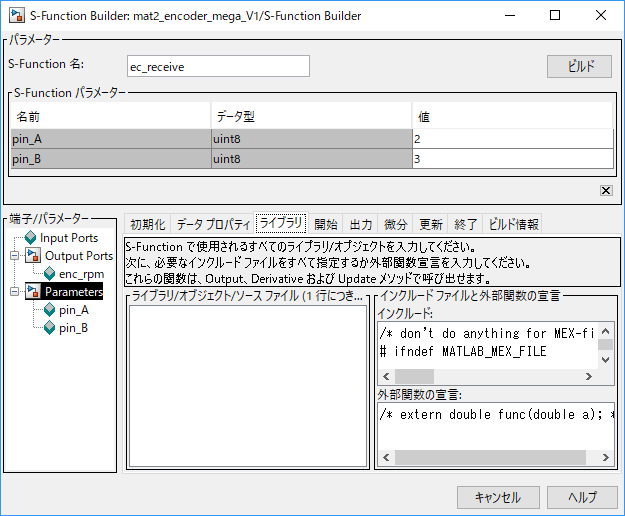 S-Function Builder: mat2_encoder_mega_V1/S-Function Builder
パラメーター
S-Function 名:
ec_receive
ビルド
S-Function パラメーター
名前 データ型 値
pin_A uint8 2
pin_B uint8 3
端子/パラメーター
Input Ports
Output Ports
enc_rpm
Parameters
pin_A
pin_B
初期化 データ プロパティ ライブラリ 開始 出力 微分 更新 終了 ビルド情報
S-Function で使用されるすべてのライブラリ/オブジェクトを入力してください。
次に、必要なインクルード ファイルをすべて指定するか外部関数宣言を入力してください。
これらの関数は、Output、Derivative および Update メソッドで呼び出せます。
ライブラリ/オブジェクト/ソース ファイル (1 行につき...
インクルード ファイルと外部関数の宣言
インクルード:
/* don't do anything for MEX-fi
# ifndef MATLAB_MEX_FILE
外部関数の宣言:
/* extern double func(double a); *
キャンセル
ヘルプ